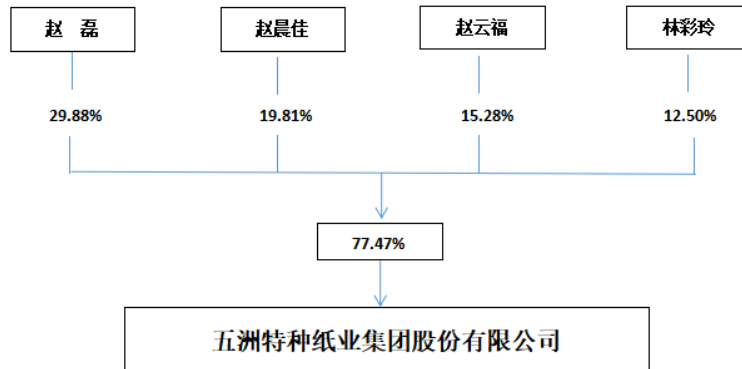 赵 磊
赵晨佳
赵云福
林彩玲
29.88%
19.81%
15.28%
12.50%
77.47%
五洲特种纸业集团股份有限公司